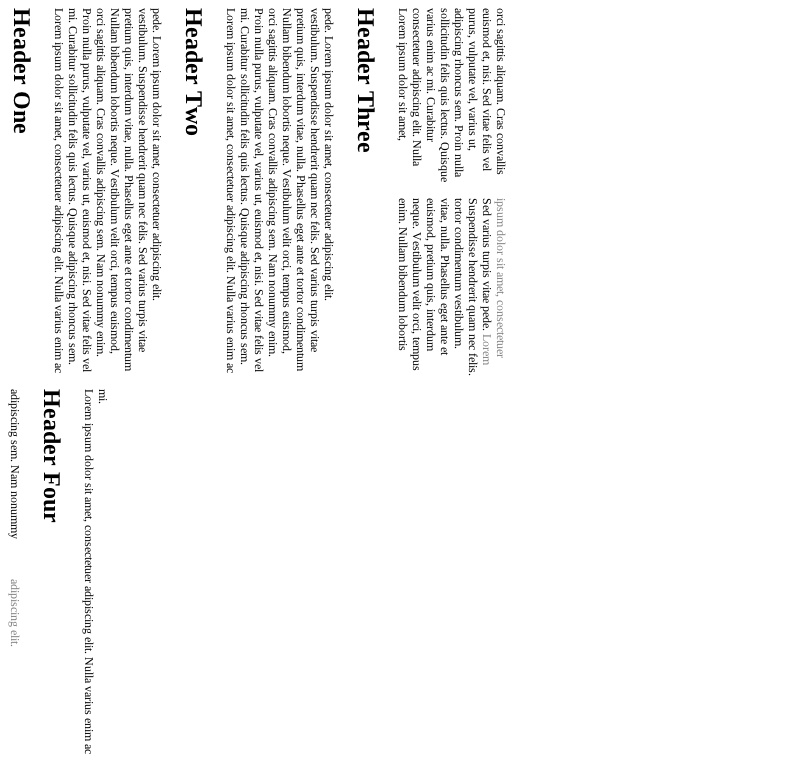 Header One
Lorem ipsum dolor sit amet, consectetuer adipiscing elit. Nulla varius enim ac
mi. Curabitur sollicitudin felis quis lectus. Quisque adipiscing rhoncus sem.
Proin nulla purus, vulputate vel, varius ut, euismod et, nisi. Sed vitae felis vel
orci sagittis aliquam. Cras convallis adipiscing sem. Nam nonummy enim.
Nullam bibendum lobortis neque. Vestibulum velit orci, tempus euismod,
pretium quis, interdum vitae, nulla. Phasellus eget ante et tortor condimentum
vestibulum. Suspendisse hendrerit quam nec felis. Sed varius turpis vitae
pede. Lorem ipsum dolor sit amet, consectetuer adipiscing elit.
Header Two
Lorem ipsum dolor sit amet, consectetuer adipiscing elit. Nulla varius enim ac
mi. Curabitur sollicitudin felis quis lectus. Quisque adipiscing rhoncus sem.
Proin nulla purus, vulputate vel, varius ut, euismod et, nisi. Sed vitae felis vel
orci sagittis aliquam. Cras convallis adipiscing sem. Nam nonummy enim.
Nullam bibendum lobortis neque. Vestibulum velit orci, tempus euismod,
pretium quis, interdum vitae, nulla. Phasellus eget ante et tortor condimentum
vestibulum. Suspendisse hendrerit quam nec felis. Sed varius turpis vitae
pede. Lorem ipsum dolor sit amet, consectetuer adipiscing elit.
Header Three
Lorem ipsum dolor sit amet,
consectetuer adipiscing elit. Nulla
varius enim ac mi. Curabitur
sollicitudin felis quis lectus. Quisque
adipiscing rhoncus sem. Proin nulla
purus, vulputate vel, varius ut,
euismod et, nisi. Sed vitae felis vel
orci sagittis aliquam. Cras convallis
enim. Nullam bibendum lobortis
neque. Vestibulum velit orci, tempus
euismod, pretium quis, interdum
vitae, nulla. Phasellus eget ante et
tortor condimentum vestibulum.
Suspendisse hendrerit quam nec felis.
Sed varius turpis vitae pede. Lorem
ipsum dolor sit amet, consectetuer
adipiscing sem. Nam nonummy
adipiscing elit.
Header Four
Lorem ipsum dolor sit amet, consectetuer adipiscing elit. Nulla varius enim ac
mi.